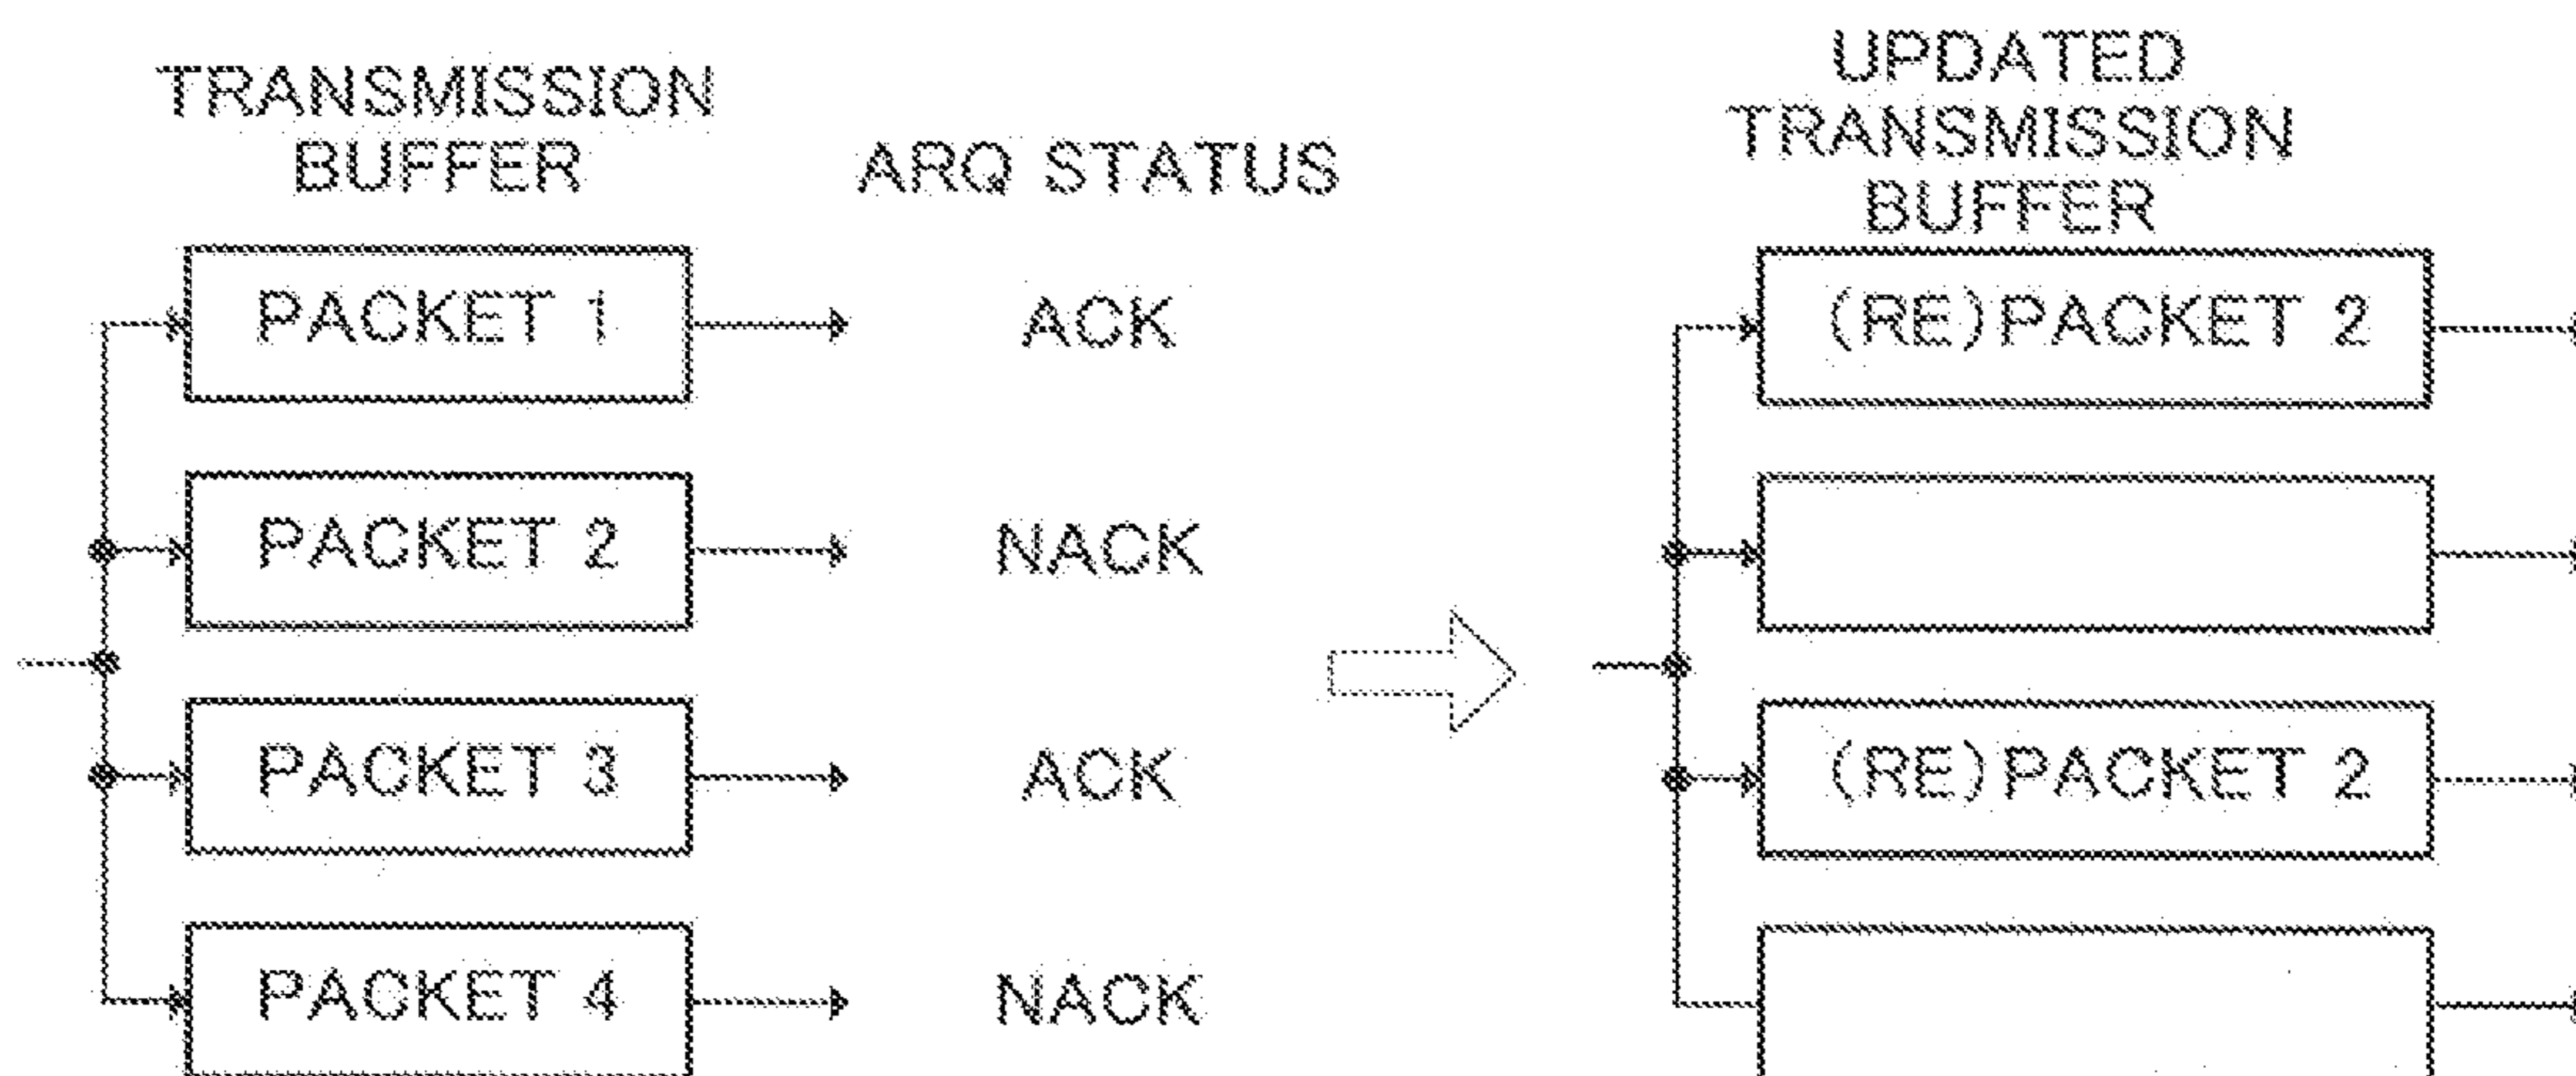 TRANSMISSION
BUFFER
ARQ STATUS
PACKET 1
ACK
PACKET 2
NACK
PACKET 3
ACK
PACKET 4
NACK
UPDATED
TRANSMISSION
BUFFER
(RE)PACKET 2
(RE)PACKET 2